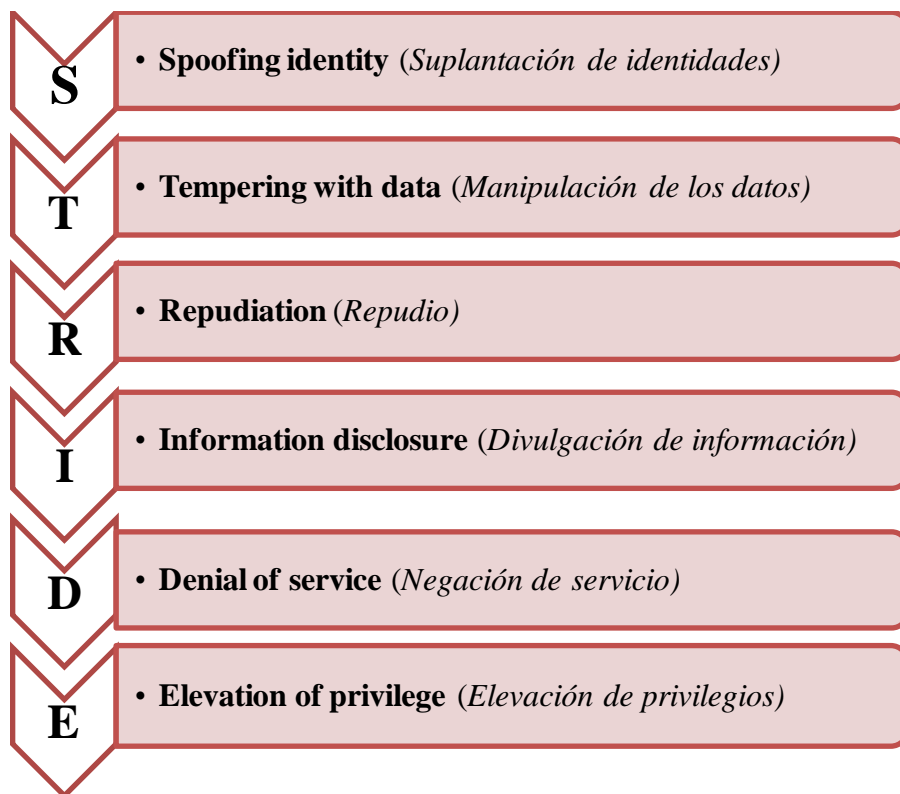 S
• Spoofing identity (Suplantación de identidades)
T
• Tempering with data (Manipulación de los datos)
R
• Repudiation (Repudio)
I
• Information disclosure (Divulgación de información)
D
• Denial of service (Negación de servicio)
E
• Elevation of privilege (Elevación de privilegios)